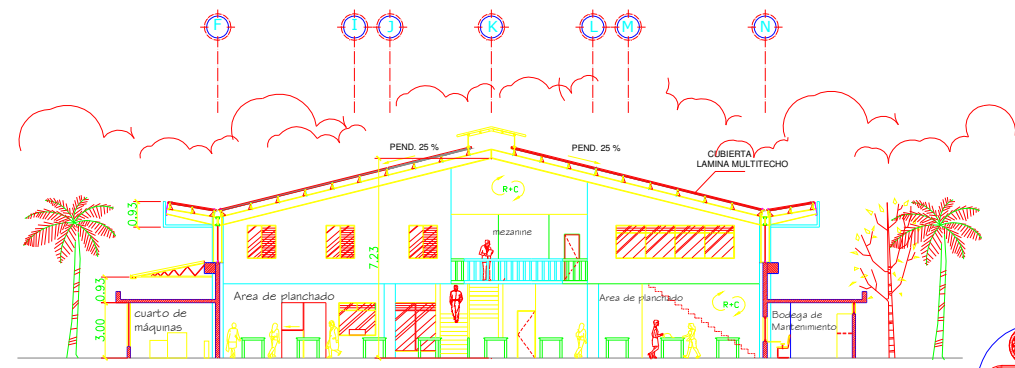 F I J K L M N
PEND. 25 %
PEND. 25 %
CUBIERTA
LAMINA MULTITECHO
0.93
R+C
mezanine
7.23
0.93
3.00
Area de planchado
Area de planchado
R+C
cuarto de
máquinas
Bodega de
Mantenimiento